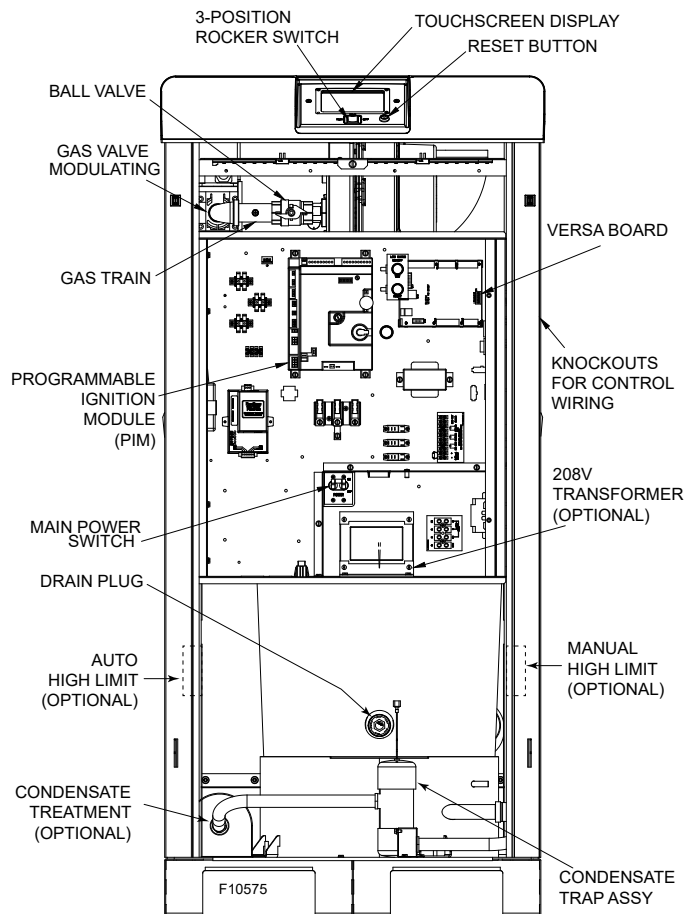 3-POSITION
ROCKER SWITCH
TOUCHSCREEN DISPLAY
RESET BUTTON
BALL VALVE
GAS VALVE
MODULATING
GAS TRAIN
VERSA BOARD
PROGRAMMABLE
IGNITION
MODULE
(PIM)
KNOCKOUTS
FOR CONTROL
WIRING
MAIN POWER
SWITCH
208V
TRANSFORMER
(OPTIONAL)
DRAIN PLUG
AUTO
HIGH LIMIT
(OPTIONAL)
MANUAL
HIGH LIMIT
(OPTIONAL)
CONDENSATE
TREATMENT
(OPTIONAL)
CONDENSATE
TRAP ASSY
F10575